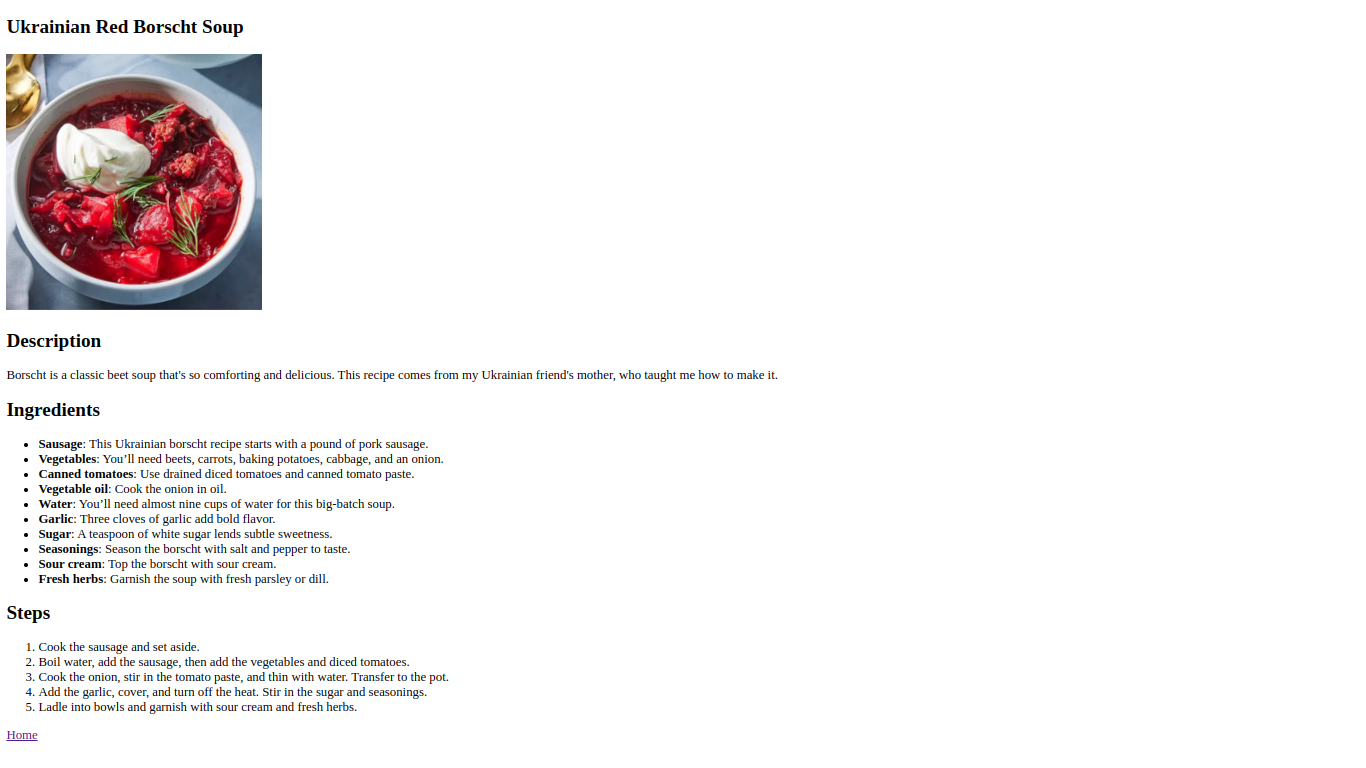 Ukrainian Red Borscht Soup
Description
Borscht is a classic beet soup that's so comforting and delicious. This recipe comes from my Ukrainian friend's mother, who taught me how to make it.
Ingredients
• Sausage: This Ukrainian borscht recipe starts with a pound of pork sausage.
• Vegetables: You’ll need beets, carrots, baking potatoes, cabbage, and an onion.
• Canned tomatoes: Use drained diced tomatoes and canned tomato paste.
• Vegetable oil: Cook the onion in oil.
• Water: You’ll need almost nine cups of water for this big-batch soup.
• Garlic: Three cloves of garlic add bold flavor.
• Sugar: A teaspoon of white sugar lends subtle sweetness.
• Seasonings: Season the borscht with salt and pepper to taste.
• Sour cream: Top the borscht with sour cream.
• Fresh herbs: Garnish the soup with fresh parsley or dill.
Steps
1. Cook the sausage and set aside.
2. Boil water, add the sausage, then add the vegetables and diced tomatoes.
3. Cook the onion, stir in the tomato paste, and thin with water. Transfer to the pot.
4. Add the garlic, cover, and turn off the heat. Stir in the sugar and seasonings.
5. Ladle into bowls and garnish with sour cream and fresh herbs.
Home